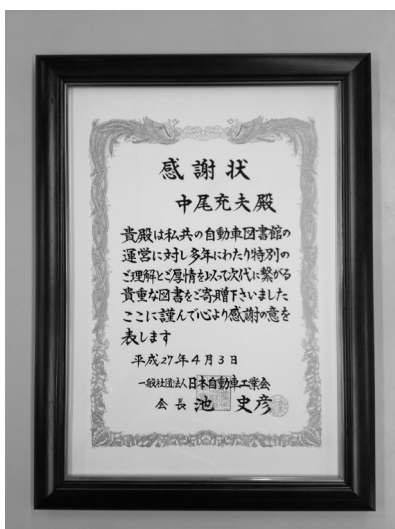 感謝状
中尾充夫殿
貴殿は私共の自動車図書館の
運営に対し多年にわたり特別の
ご理解とご厚情を以って次代に繋がる
貴重な図書をご寄贈下さいました
ここに謹んで心より感謝の意を
表します
平成27年4月3日
一般社団法人日本自動車工業会
会長 池 史彦